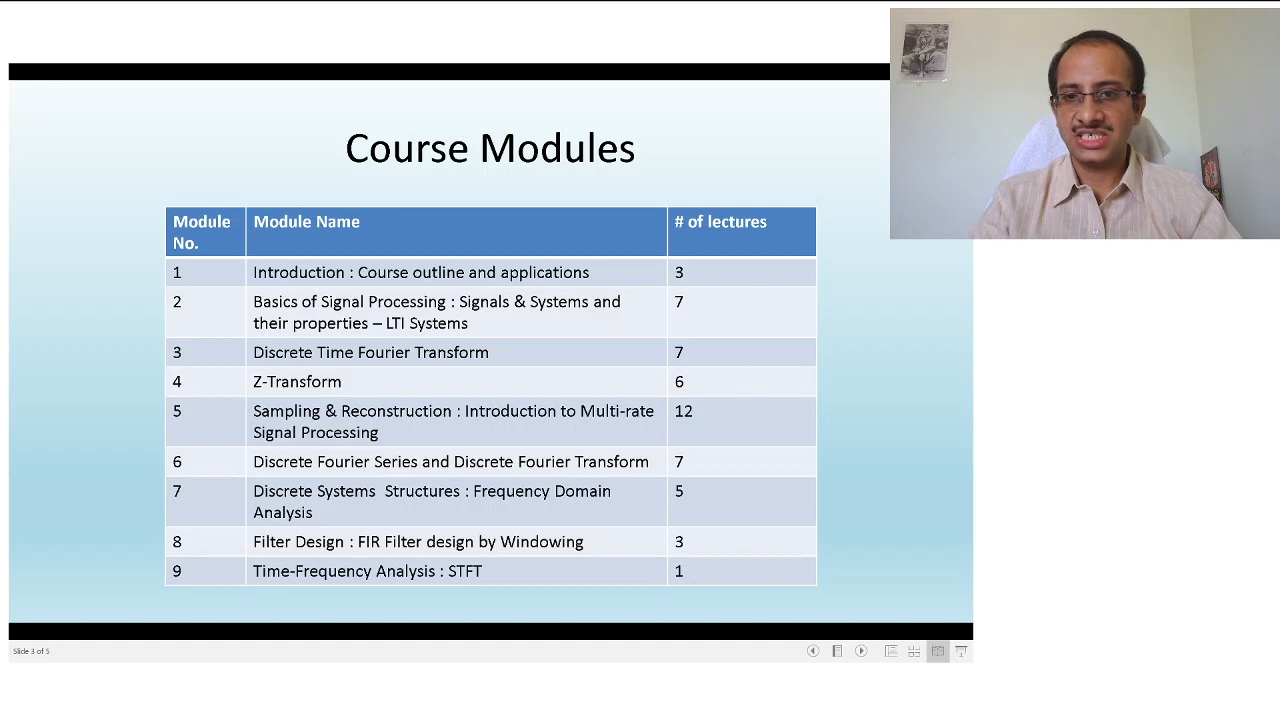 Course Modules
Module No. Module Name # of lectures
1 Introduction : Course outline and applications 3
2 Basics of Signal Processing : Signals & Systems and 7
their properties – LTI Systems
3 Discrete Time Fourier Transform 7
4 Z-Transform 6
5 Sampling & Reconstruction : Introduction to Multi-rate 12
Signal Processing
6 Discrete Fourier Series and Discrete Fourier Transform 7
7 Discrete Systems Structures : Frequency Domain 5
Analysis
8 Filter Design : FIR Filter design by Windowing 3
9 Time-Frequency Analysis : STFT 1
Slide 3 of 5